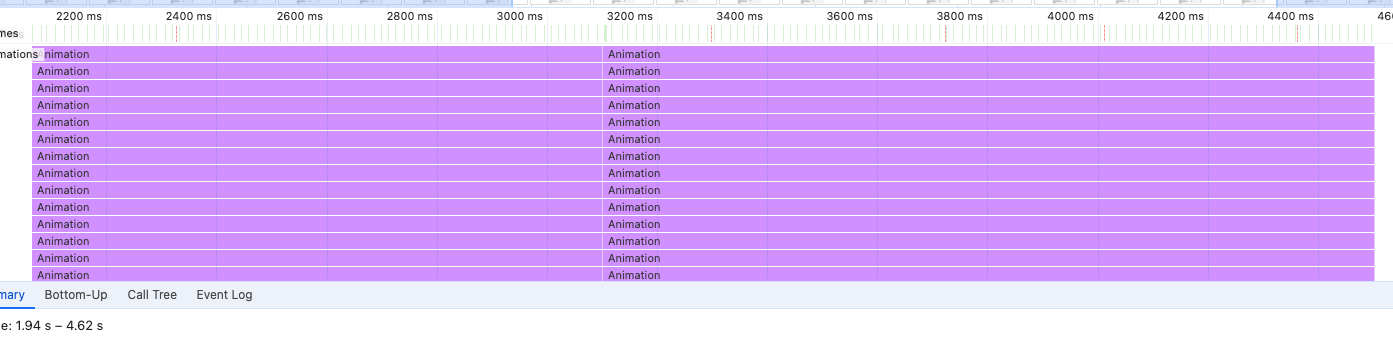 2200 ms 2400 ms 2600 ms 2800 ms 3000 ms 3200 ms 3400 ms 3600 ms 3800 ms 4000 ms 4200 ms 4400 ms 460
mes
mations nimation Animation
Animation Animation
Animation Animation
Animation Animation
Animation Animation
Animation Animation
Animation Animation
Animation Animation
Animation Animation
Animation Animation
Animation Animation
Animation Animation
Animation Animation
Animation Animation
mary Bottom-Up Call Tree Event Log
e: 1.94 s – 4.62 s